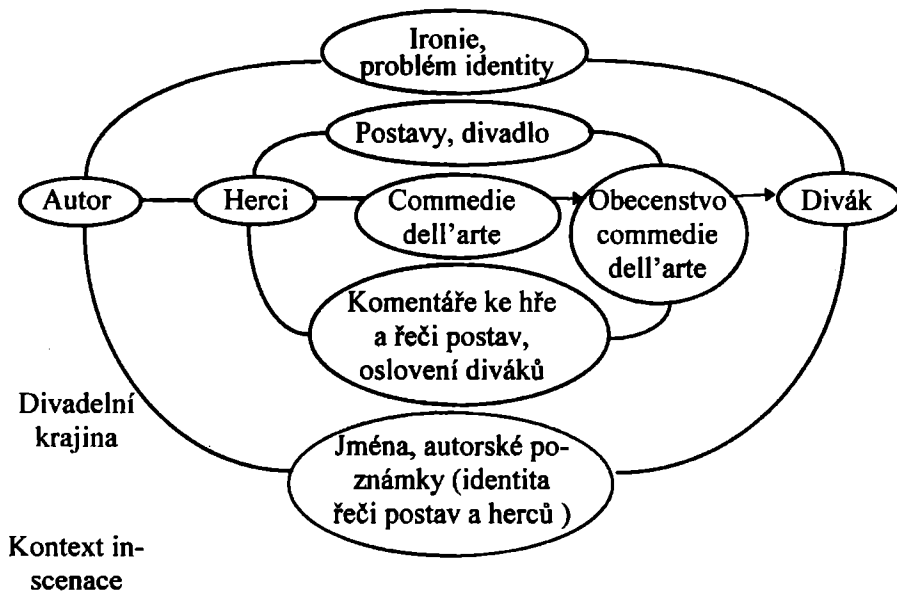 Ironie,
problém identity
Postavy, divadlo
Autor
Herci
Commedie
dell'arte
Obecenstvo
commedie
dell'arte
Divák
Komentáře ke hře
a řeči postav,
oslovení diváků
Divadelní
krajina
Jména, autorské po-
známky (identita
řeči postav a herců )
Kontext in-
scenace